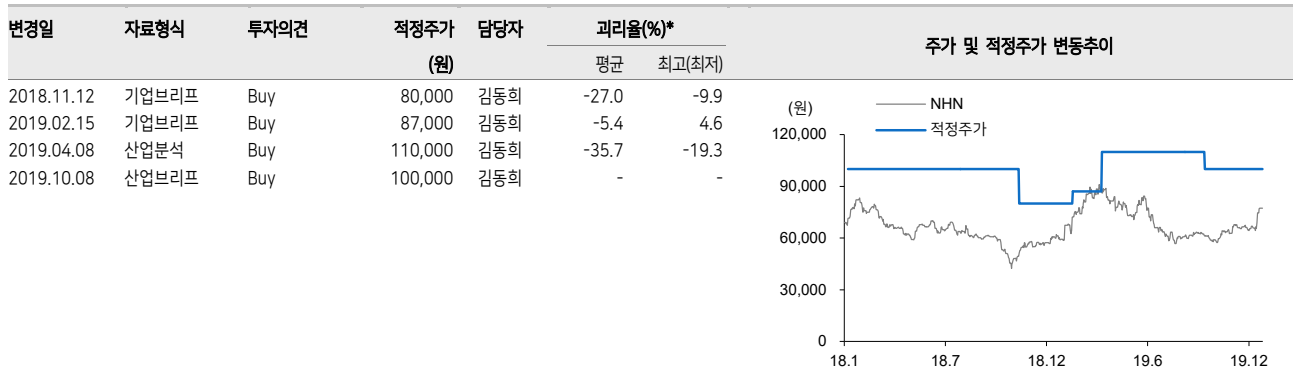 변경일 자료형식 투자의견 적정주가 담당자 괴리율(%)* 주가 및 적정주가 변동추이
(원) 평균 최고(최저)
2018.11.12 기업브리프 Buy 80,000 김동희 -27.0 -9.9
2019.02.15 기업브리프 Buy 87,000 김동희 -5.4 4.6
2019.04.08 산업분석 Buy 110,000 김동희 -35.7 -19.3
2019.10.08 산업브리프 Buy 100,000 김동희 - -
(원)
NHN
적정주가
120,000
90,000
60,000
30,000
0
18.1 18.7 18.12 19.6 19.12